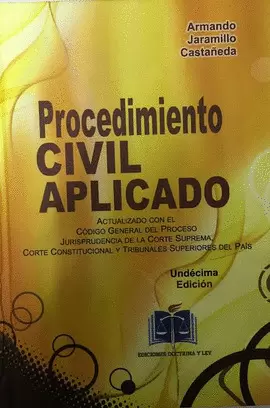 Armando
Jaramillo
Castañeda
Procedimiento
CIVIL
APLICADO
ACTUALIZADO CON EL
CÓDIGO GENERAL DEL PROCESO
JURISPRUDENCIA DE LA CORTE SUPREMA,
CORTE CONSTITUCIONAL Y TRIBUNALES SUPERIORES DEL PAÍS
Undécima
Edición
EDICIONES DOCTRINA Y LEY